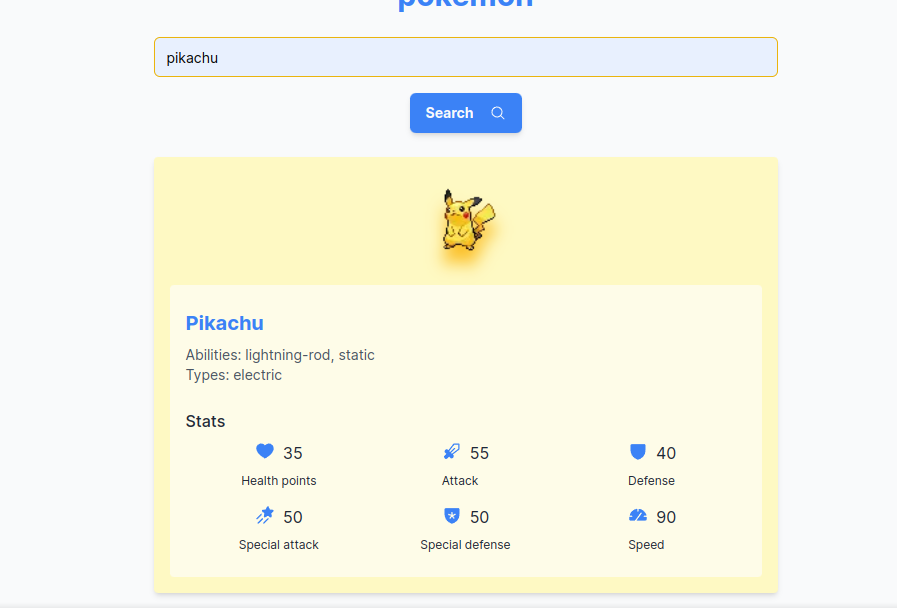 pokemon
pikachu
Search
Pikachu
Abilities: lightning-rod, static
Types: electric
Stats
35
55
40
Health points
Attack
Defense
50
50
90
Special attack
Special defense
Speed